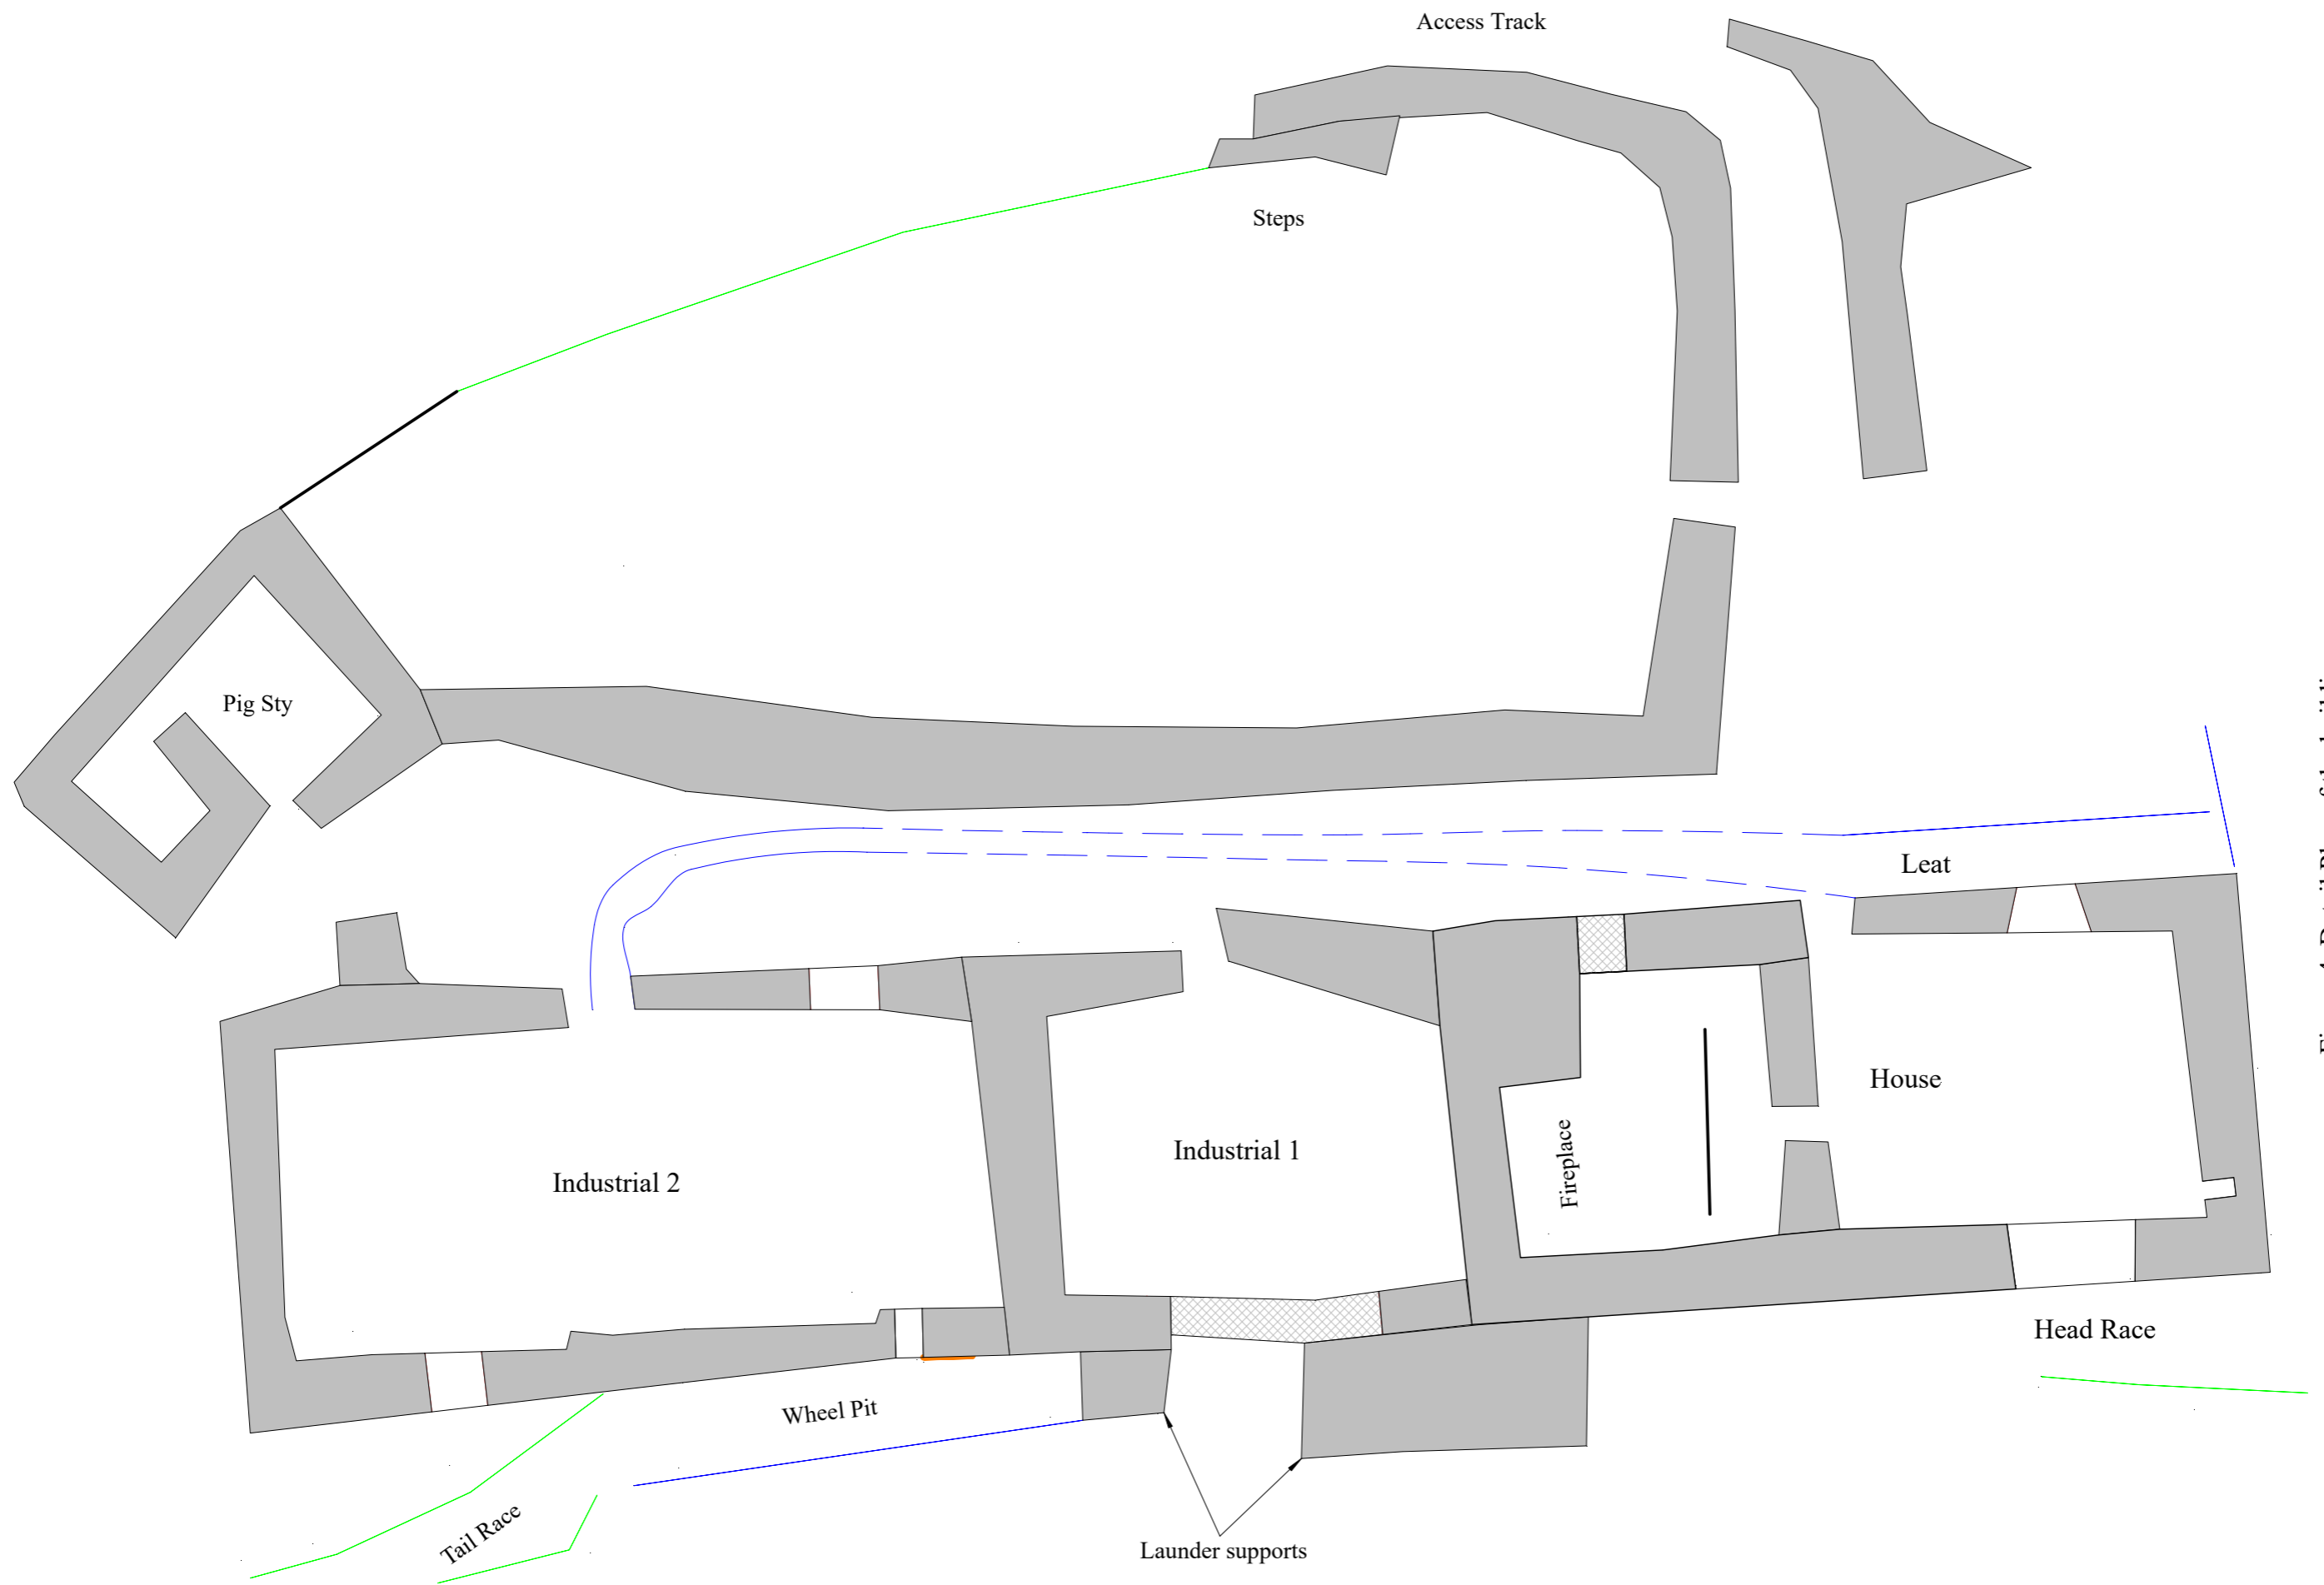 Access Track
Steps
Pig Sty
Leat
House
Industrial 1
Industrial 2
Fireplace
Head Race
Wheel Pit
Tail Race
Launder supports